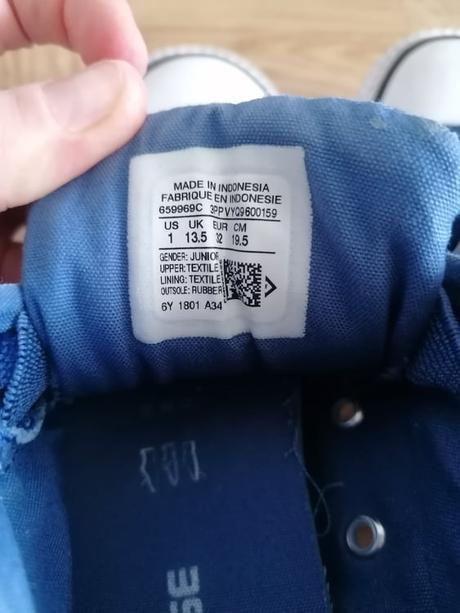 MADE IN INDONESIA
FABRIQUE EN INDONESIE
659969C 3PPVYQ9600159
US UK EUR CM
1 13.5 32 19.5
GENDER: JUNIOR
UPPER: TEXTILE
LINING: TEXTILE
OUTSOLE: RUBBER
6Y 1801 A34